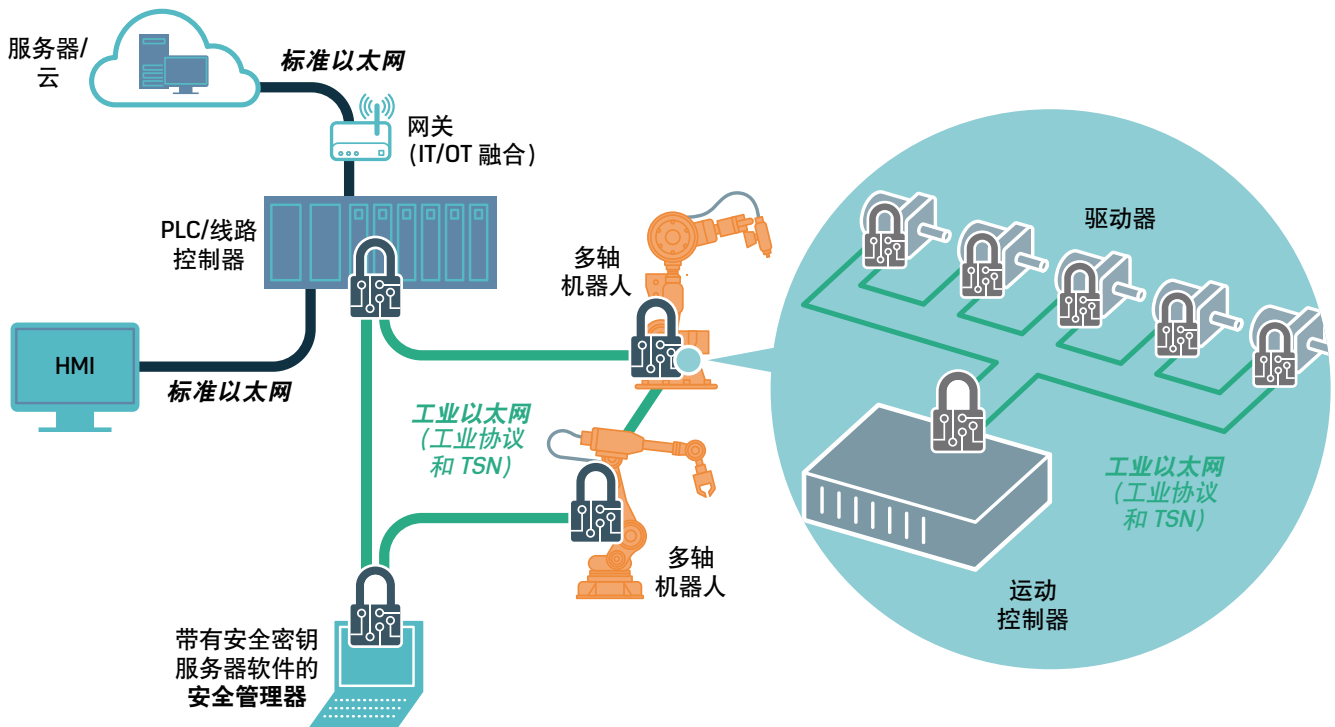 服务器/
云
标准以太网
网关
(IT/OT 融合)
PLC/线路
控制器
多轴
机器人
驱动器
HMI
标准以太网
工业以太网
(工业协议
和 TSN)
工业以太网
(工业协议
和 TSN)
多轴
机器人
运动
控制器
带有安全密钥
服务器软件的
安全管理器